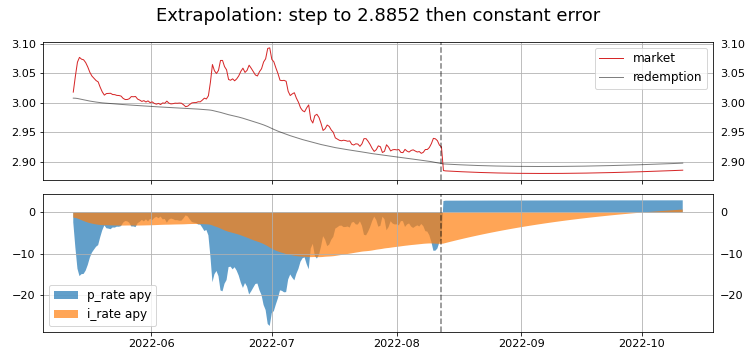 Extrapolation: step to 2.8852 then constant error
3.10 3.10
market
redemption
3.05 3.05
3.00 3.00
2.95 2.95
2.90 2.90
0 0
−10 −10
−20 −20
p_rate apy
i_rate apy
2022-06 2022-07 2022-08 2022-09 2022-10